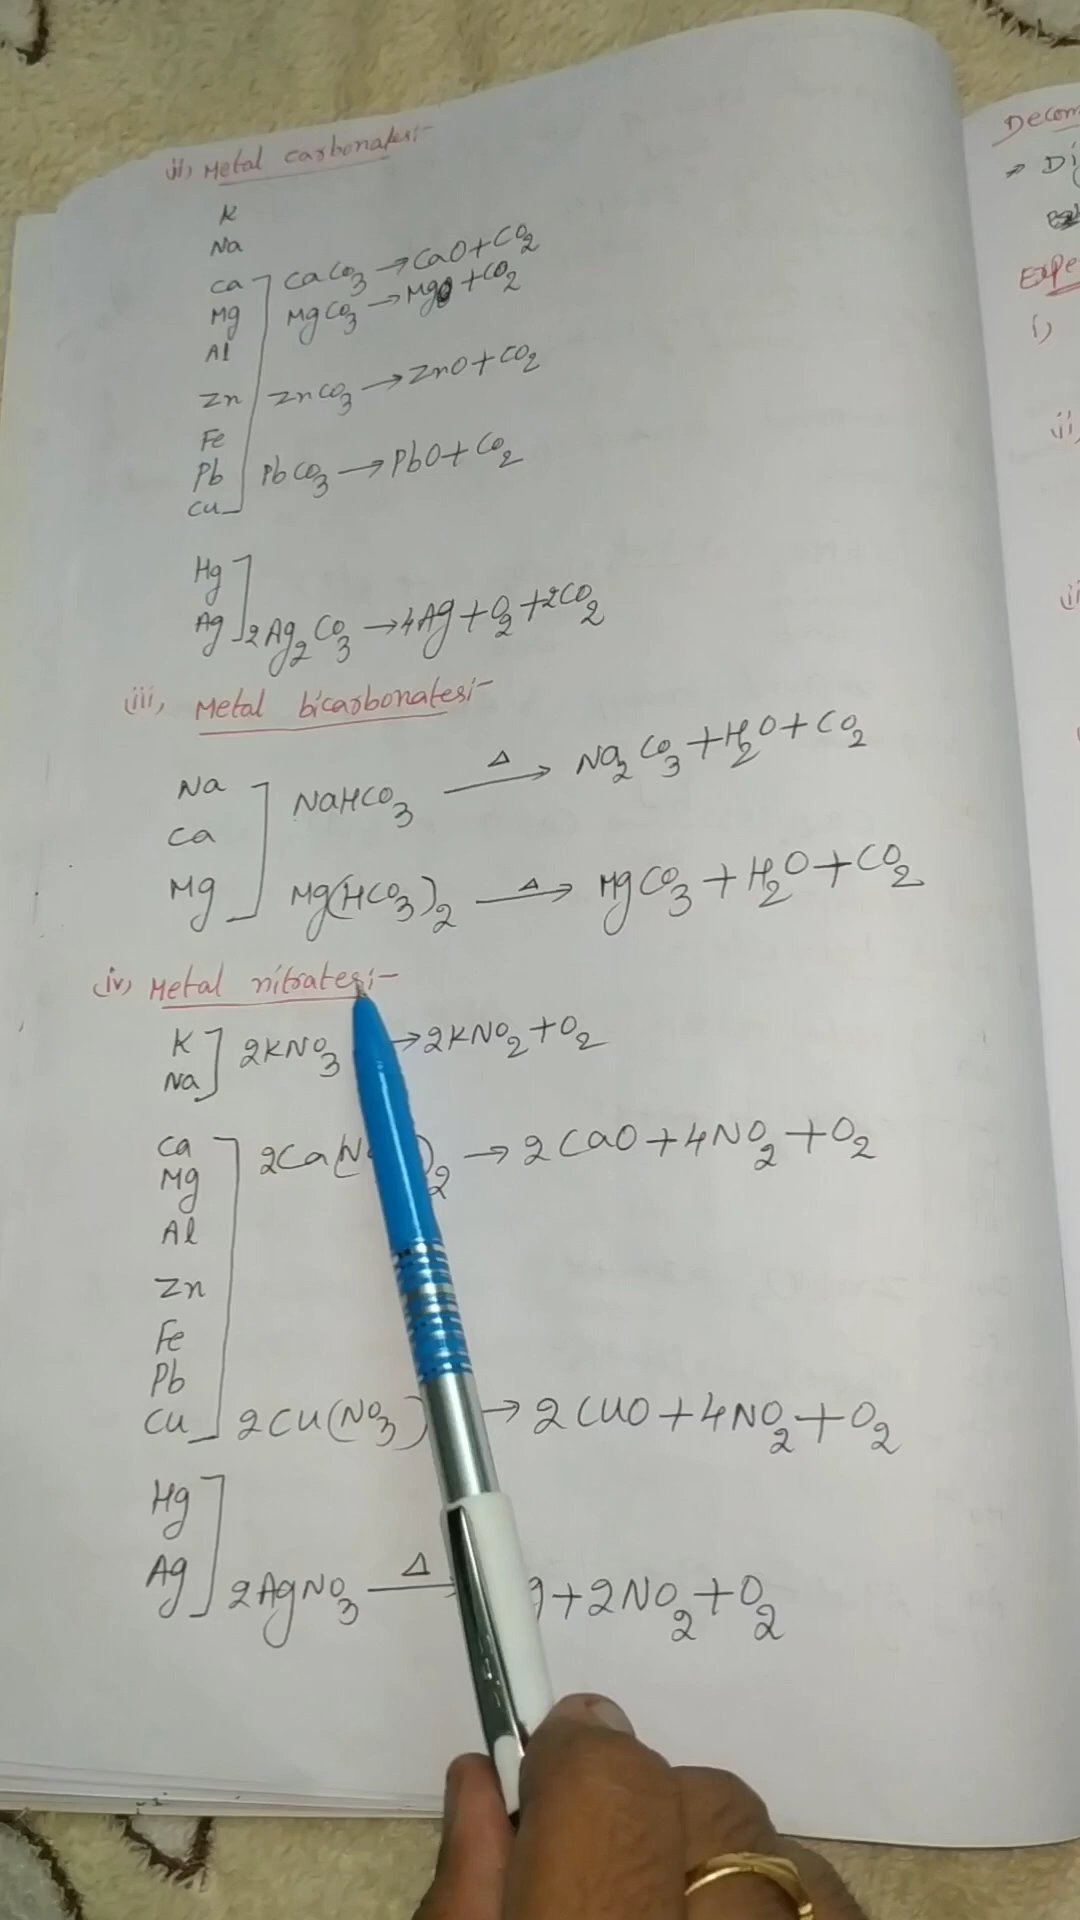 ii) Metal carbonates:-
K
Na
Ca ] CaCO3 → CaO + CO2
Mg MgCO3 → MgO + CO2
Al
Zn ZnCO3 → ZnO + CO2
Fe
Pb PbCO3 → PbO + CO2
Cu
Hg ]
Ag 2Ag2CO3 → 4Ag + O2 + 2CO2
(iii) Metal bicarbonates:-
Na ] NaHCO3 Δ→ Na2CO3 + H2O + CO2
Ca
Mg Mg(HCO3)2 Δ→ MgCO3 + H2O + CO2
(iv) Metal nitrates:-
K ] 2KNO3 → 2KNO2 + O2
Na
Ca ] 2Ca(N )2 → 2CaO + 4NO2 + O2
Mg
Al
Zn
Fe
Pb
Cu 2Cu(NO3) → 2CuO + 4NO2 + O2
Hg ]
Ag 2AgNO3 Δ g + 2NO2 + O2
Decom
→ Di
Expe
i)
ii)